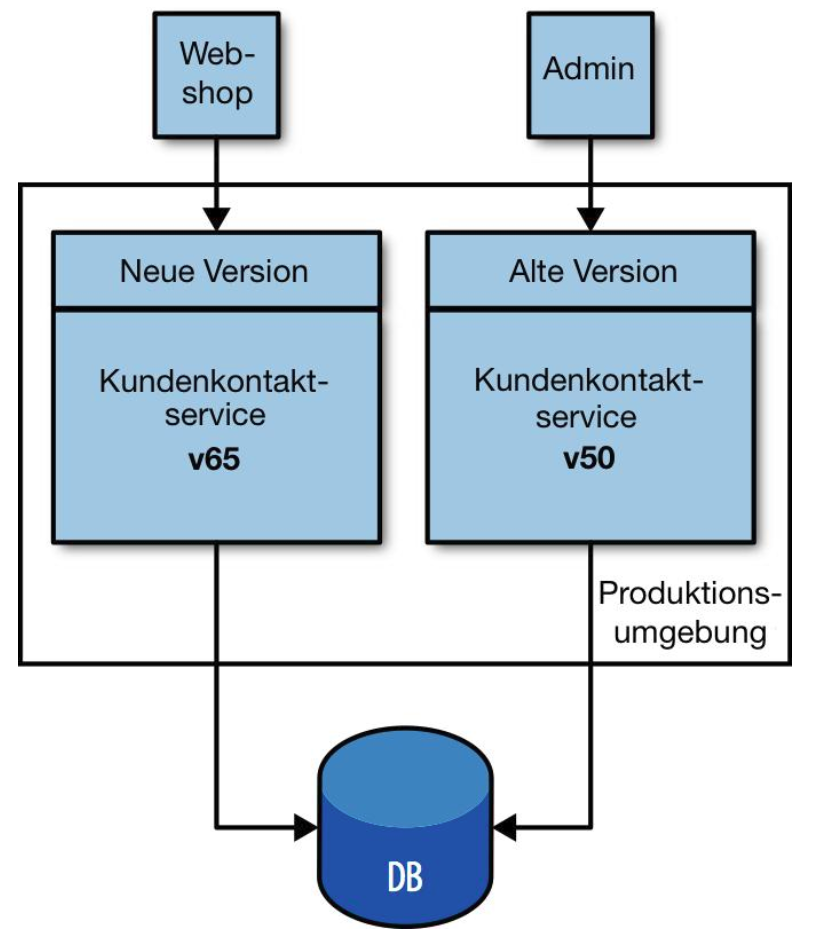 Web-
shop
Admin
Neue Version
Alte Version
Kundenkontakt-
service
v65
Kundenkontakt-
service
v50
Produktions-
umgebung
DB